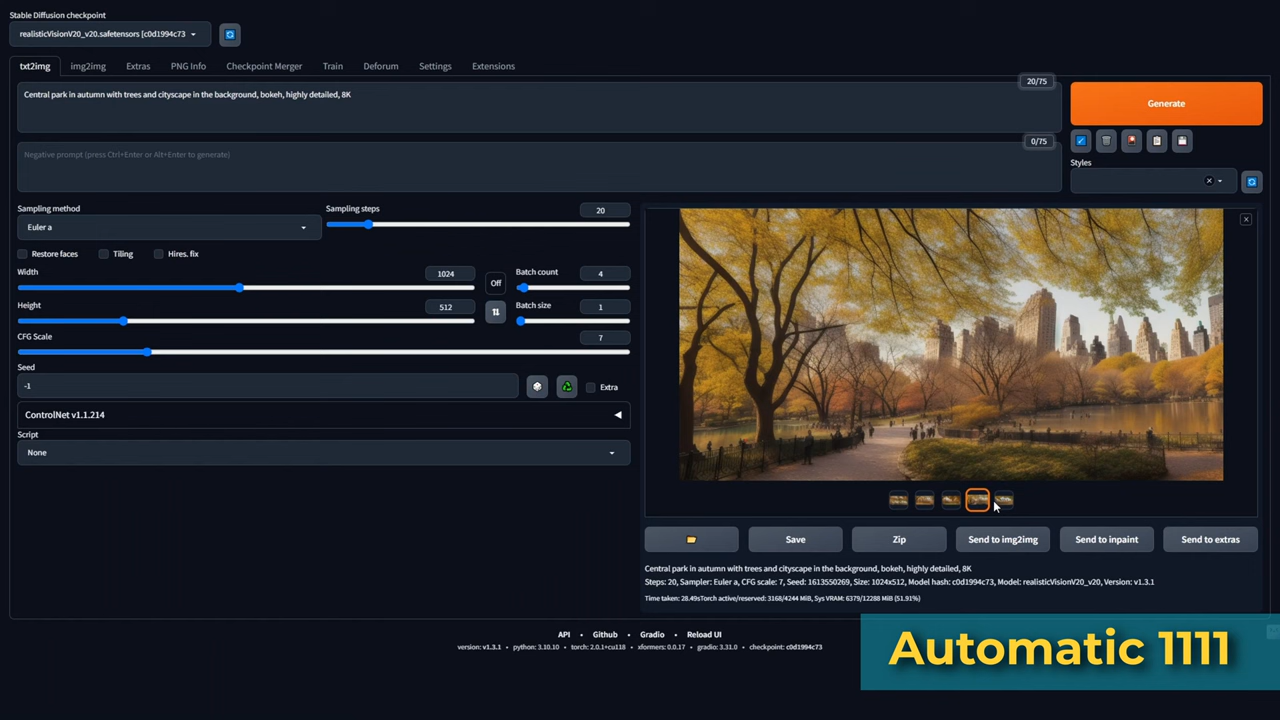 Stable Diffusion checkpoint
realisticVisionV20_v20.safetensors [c0d1994c73
txt2img img2img Extras PNG Info Checkpoint Merger Train Deforum Settings Extensions
20/75
Central park in autumn with trees and cityscape in the background, bokeh, highly detailed, 8K
Generate
0/75
Negative prompt (press Ctrl+Enter or Alt+Enter to generate)
Styles
Sampling method
Euler a
Sampling steps
20
Restore faces Tiling Hires. fix
Width
1024
Off
Batch count
4
Height
512
Batch size
1
CFG Scale
7
Seed
-1
Extra
ControlNet v1.1.214
Script
None
Save Zip Send to img2img Send to inpaint Send to extras
Central park in autumn with trees and cityscape in the background, bokeh, highly detailed, 8K
Steps: 20, Sampler: Euler a, CFG scale: 7, Seed: 1613550269, Size: 1024x512, Model hash: c0d1994c73, Model: realisticVisionV20_v20, Version: v1.3.1
Time taken: 28.49sTorch active/reserved: 3168/4244 MiB, Sys VRAM: 6379/12288 MiB (51.91%)
API • Github • Gradio • Reload UI
version: v1.3.1 • python: 3.10.10 • torch: 2.0.1+cu118 • xformers: 0.0.17 • gradio: 3.31.0 • checkpoint: c0d1994c73
Automatic 1111